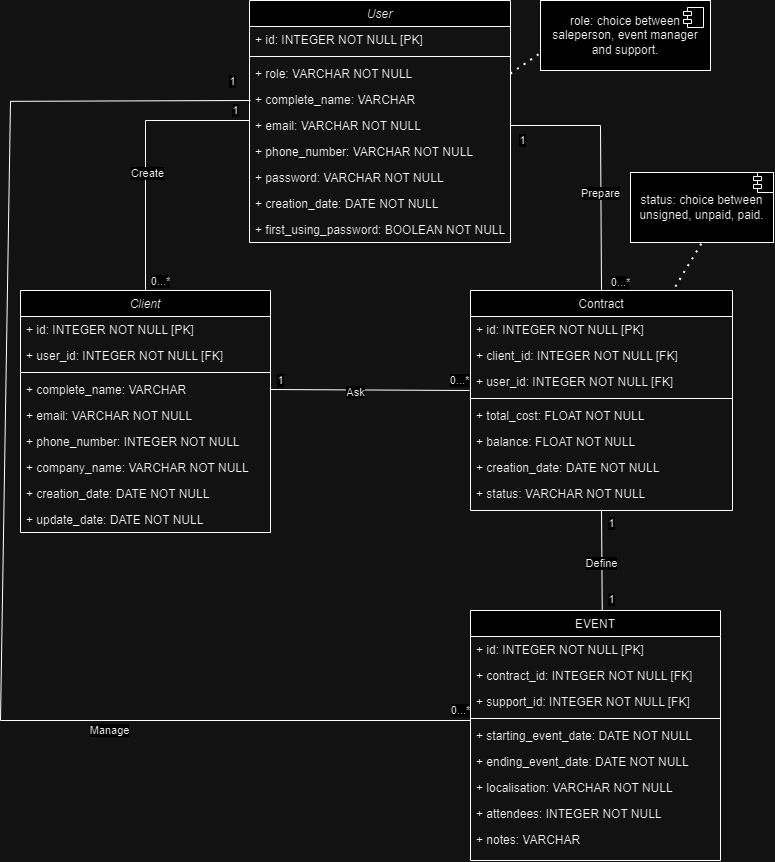 User
+ id: INTEGER NOT NULL [PK]
+ role: VARCHAR NOT NULL
+ complete_name: VARCHAR
+ email: VARCHAR NOT NULL
+ phone_number: VARCHAR NOT NULL
+ password: VARCHAR NOT NULL
+ creation_date: DATE NOT NULL
+ first_using_password: BOOLEAN NOT NULL
role: choice between
saleperson, event manager
and support.
1
1
Create
0...*
1
Prepare
0...*
status: choice between
unsigned, unpaid, paid.
Client
+ id: INTEGER NOT NULL [PK]
+ user_id: INTEGER NOT NULL [FK]
+ complete_name: VARCHAR
+ email: VARCHAR NOT NULL
+ phone_number: INTEGER NOT NULL
+ company_name: VARCHAR NOT NULL
+ creation_date: DATE NOT NULL
+ update_date: DATE NOT NULL
1
Ask
0...*
Contract
+ id: INTEGER NOT NULL [PK]
+ client_id: INTEGER NOT NULL [FK]
+ user_id: INTEGER NOT NULL [FK]
+ total_cost: FLOAT NOT NULL
+ balance: FLOAT NOT NULL
+ creation_date: DATE NOT NULL
+ status: VARCHAR NOT NULL
1
Define
1
EVENT
+ id: INTEGER NOT NULL [PK]
+ contract_id: INTEGER NOT NULL [FK]
+ support_id: INTEGER NOT NULL [FK]
+ starting_event_date: DATE NOT NULL
+ ending_event_date: DATE NOT NULL
+ localisation: VARCHAR NOT NULL
+ attendees: INTEGER NOT NULL
+ notes: VARCHAR
0...*
Manage